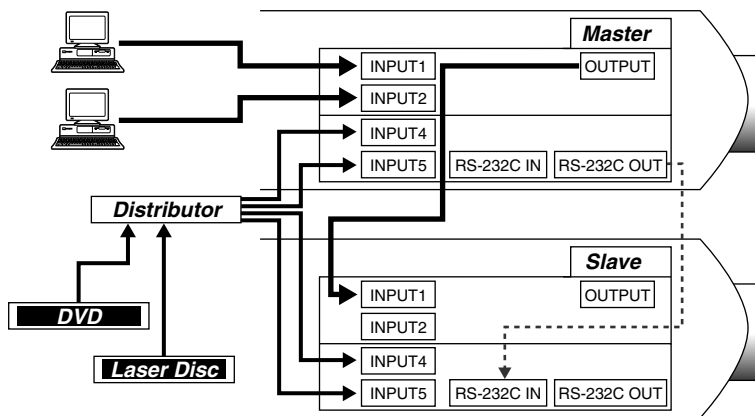 Master
INPUT1
OUTPUT
INPUT2
INPUT4
INPUT5
RS-232C IN
RS-232C OUT
Distributor
Slave
INPUT1
OUTPUT
DVD
INPUT2
INPUT4
Laser Disc
INPUT5
RS-232C IN
RS-232C OUT